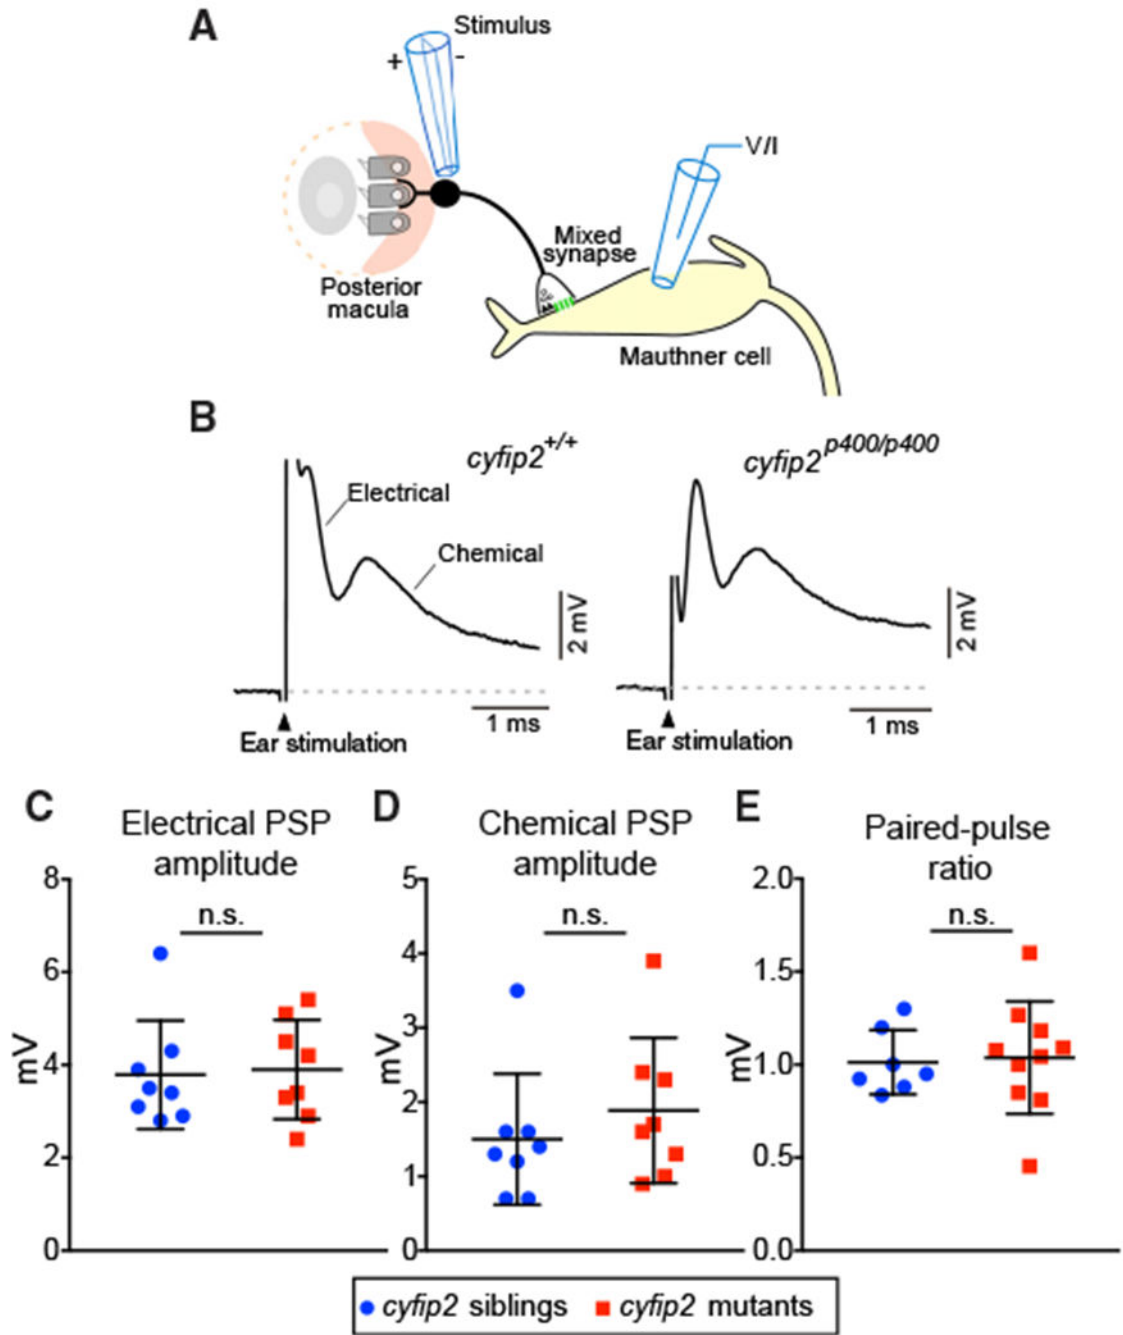 A
Stimulus
+ -
V/I
Mixed
synapse
Posterior
macula
Mauthner cell
B
cyfip2+/+
cyfip2p400/p400
Electrical
Chemical
2 mV
2 mV
1 ms
1 ms
Ear stimulation
Ear stimulation
C
Electrical PSP
amplitude
n.s.
8
6
4
2
0
mV
D
Chemical PSP
amplitude
n.s.
5
4
3
2
1
0
mV
E
Paired-pulse
ratio
n.s.
2.0
1.5
1.0
0.5
0.0
mV
cyfip2 siblings cyfip2 mutants